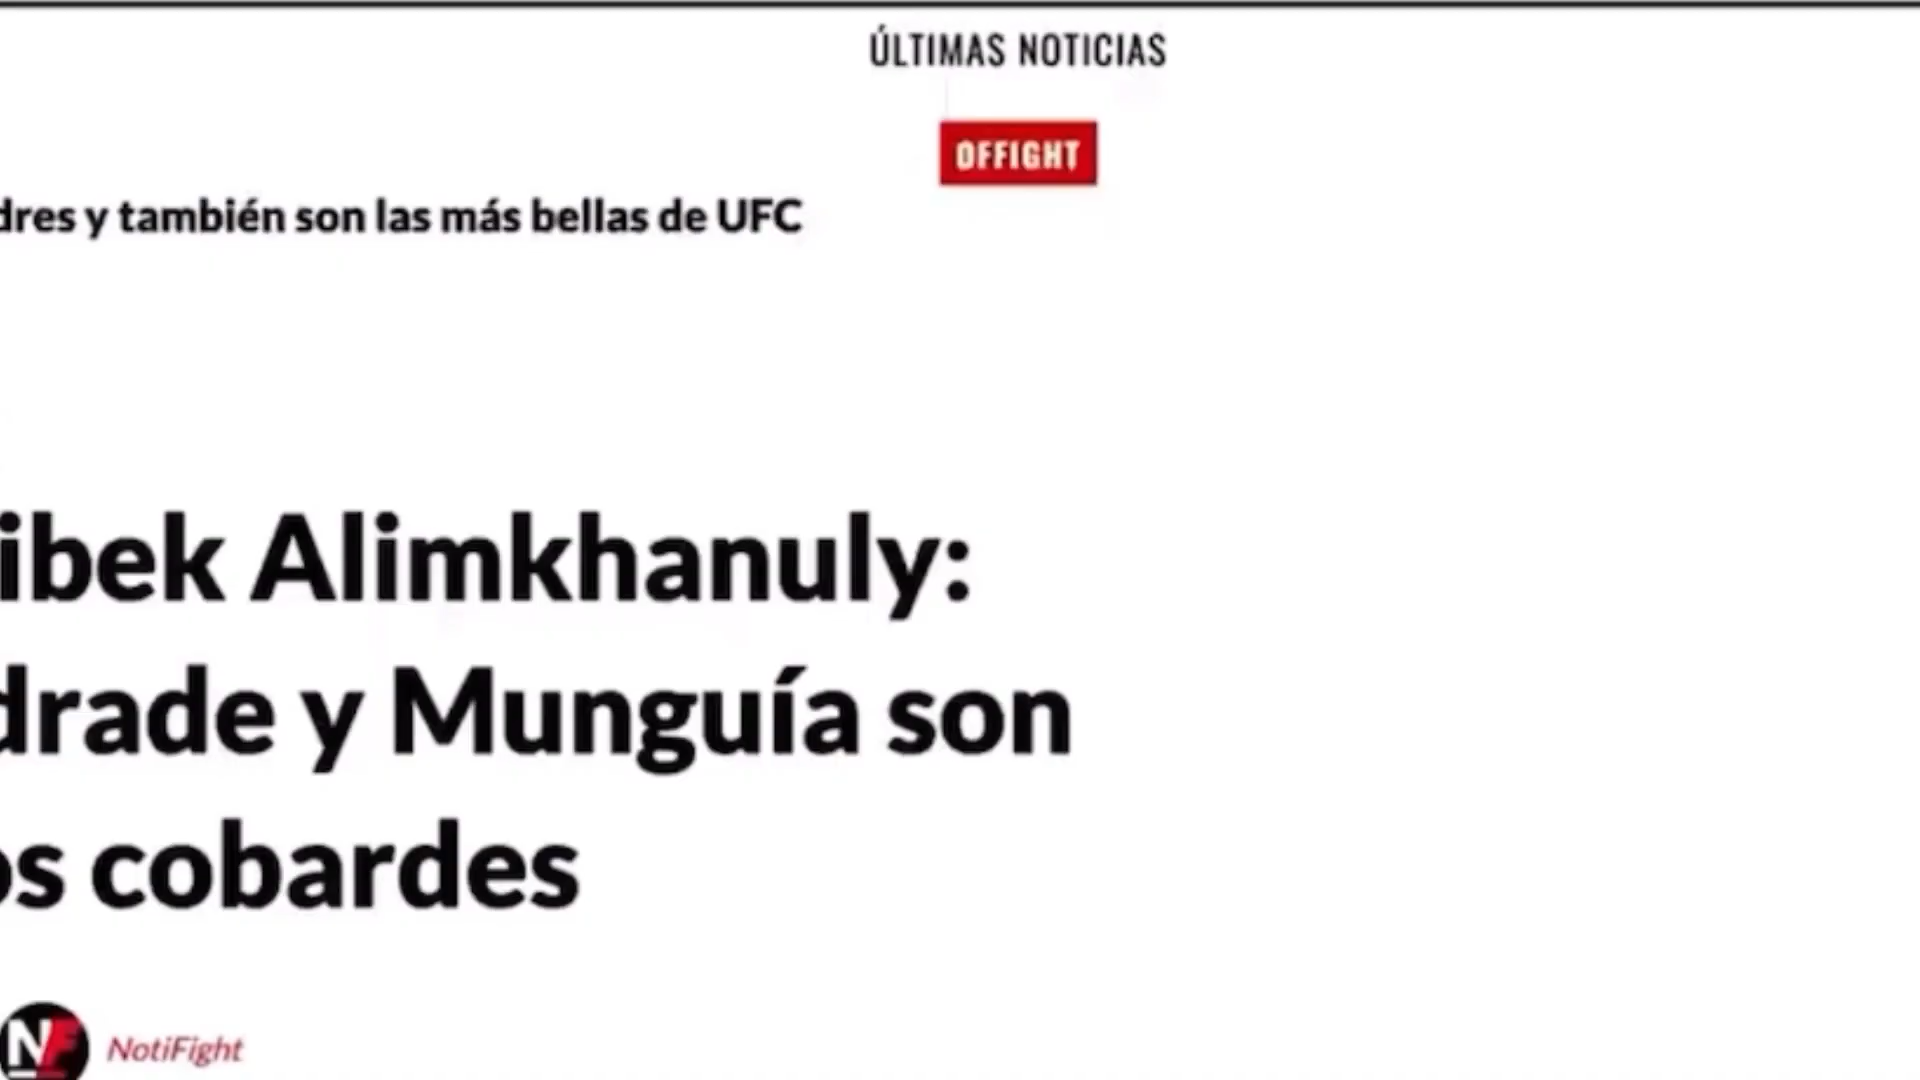 ÚLTIMAS NOTICIAS
OFFIGHT
dres y también son las más bellas de UFC
ibek Alimkhanuly:
drade y Munguía son
os cobardes
NF NotiFight